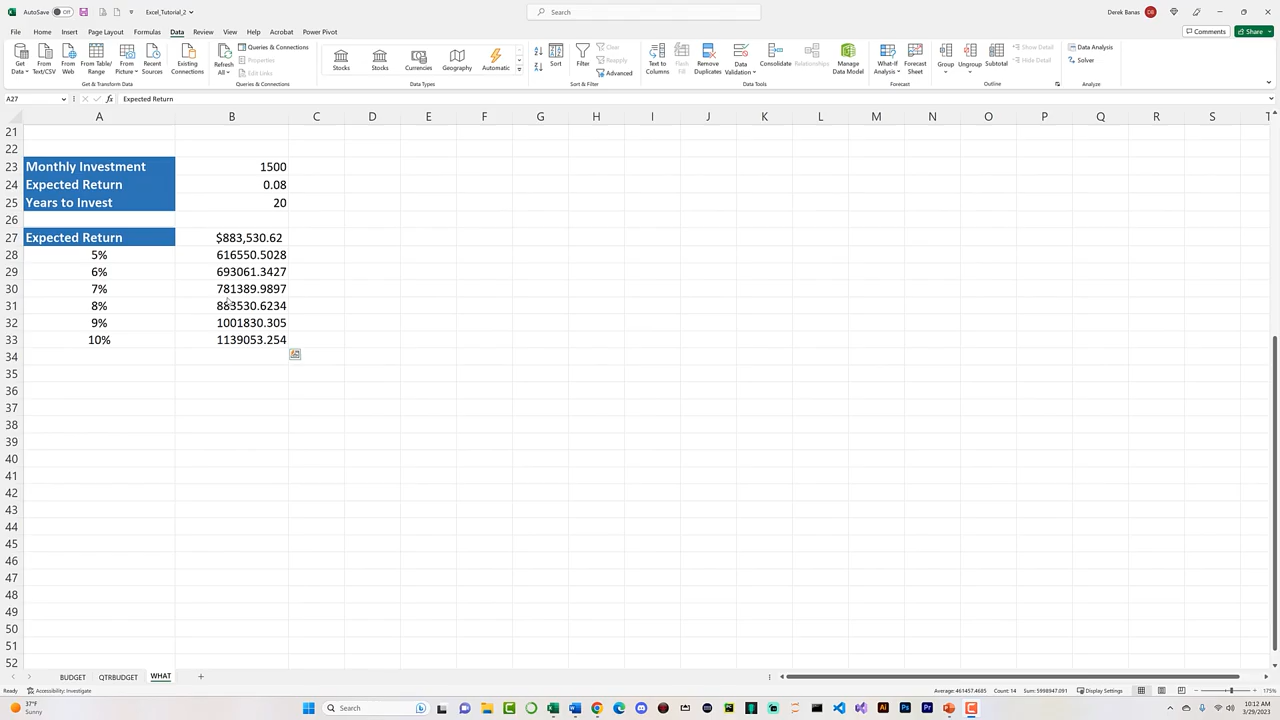 AutoSave Off Excel_Tutorial_2 Search Derek Banas DB
File Home Insert Page Layout Formulas Data Review View Help Acrobat Power Pivot Comments Share
Get Data From Text/CSV From Web From Table/Range From Picture Recent Sources Existing Connections Refresh All Queries & Connections Properties Edit Links Stocks Stocks Currencies Geography Automatic Sort Filter Clear Reapply Advanced Text to Columns Flash Fill Remove Duplicates Data Validation Consolidate Relationships Manage Data Model What-If Analysis Forecast Sheet Group Ungroup Subtotal Show Detail Hide Detail Data Analysis Solver
Get & Transform Data Queries & Connections Data Types Sort & Filter Data Tools Forecast Outline Analyze
A27 fx Expected Return
A B C D E F G H I J K L M N O P Q R S T
21
22
23 Monthly Investment 1500
24 Expected Return 0.08
25 Years to Invest 20
26
27 Expected Return $883,530.62
28 5% 616550.5028
29 6% 693061.3427
30 7% 781389.9897
31 8% 883530.6234
32 9% 1001830.305
33 10% 1139053.254
34
35
36
37
38
39
40
41
42
43
44
45
46
47
48
49
50
51
52
BUDGET QTRBUDGET WHAT
Ready Accessibility: Investigate Average: 461457.4685 Count: 14 Sum: 5998947.091 Display Settings 175%
37°F Sunny Search 10:12 AM 3/29/2023